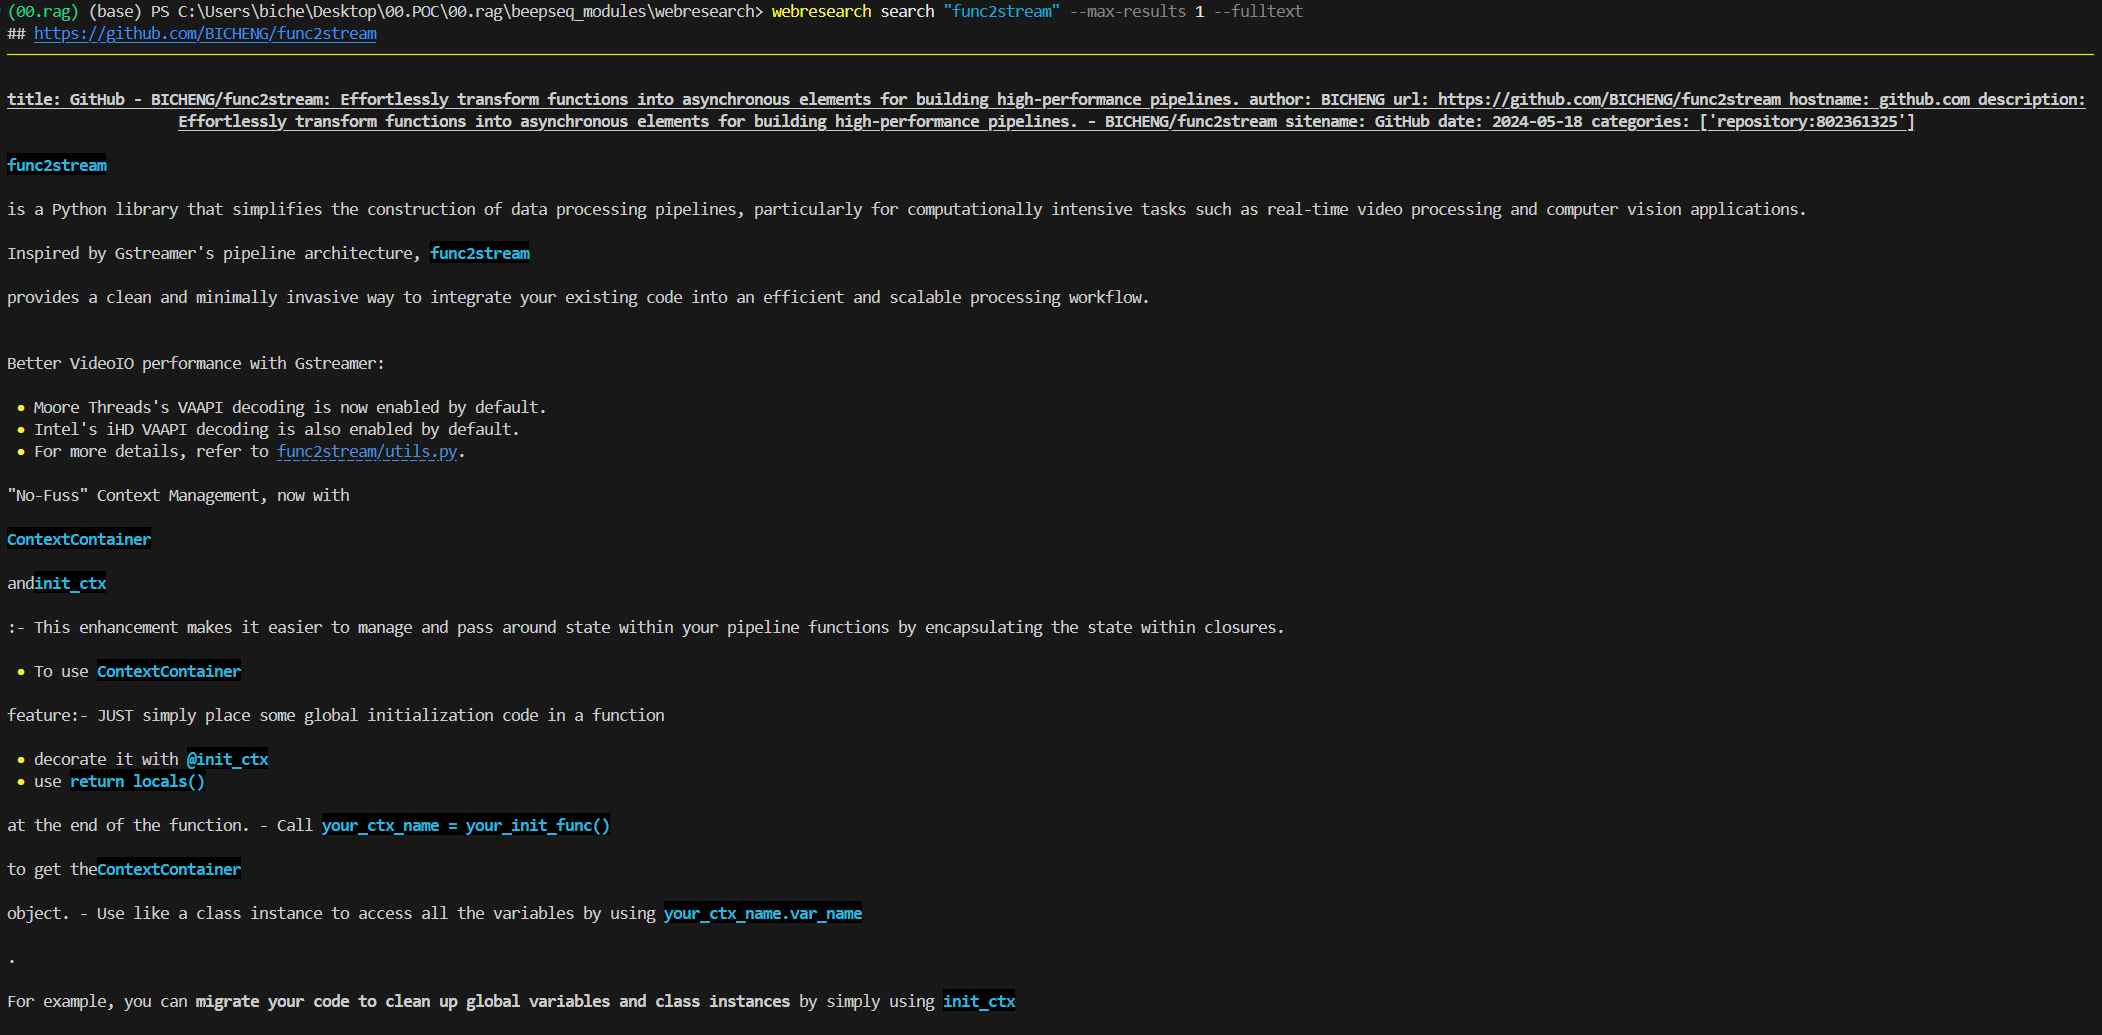 (00.rag) (base) PS C:\Users\biche\Desktop\00.POC\00.rag\beepseq_modules\webresearch> webresearch search "func2stream" --max-results 1 --fulltext
## https://github.com/BICHENG/func2stream
title: GitHub - BICHENG/func2stream: Effortlessly transform functions into asynchronous elements for building high-performance pipelines. author: BICHENG url: https://github.com/BICHENG/func2stream hostname: github.com description:
Effortlessly transform functions into asynchronous elements for building high-performance pipelines. - BICHENG/func2stream sitename: GitHub date: 2024-05-18 categories: ['repository:802361325']
func2stream
is a Python library that simplifies the construction of data processing pipelines, particularly for computationally intensive tasks such as real-time video processing and computer vision applications.
Inspired by Gstreamer's pipeline architecture, func2stream
provides a clean and minimally invasive way to integrate your existing code into an efficient and scalable processing workflow.
Better VideoIO performance with Gstreamer:
• Moore Threads's VAAPI decoding is now enabled by default.
• Intel's iHD VAAPI decoding is also enabled by default.
• For more details, refer to func2stream/utils.py.
"No-Fuss" Context Management, now with
ContextContainer
andinit_ctx
:- This enhancement makes it easier to manage and pass around state within your pipeline functions by encapsulating the state within closures.
• To use ContextContainer
feature:- JUST simply place some global initialization code in a function
• decorate it with @init_ctx
• use return locals()
at the end of the function. - Call your_ctx_name = your_init_func()
to get theContextContainer
object. - Use like a class instance to access all the variables by using your_ctx_name.var_name
.
For example, you can migrate your code to clean up global variables and class instances by simply using init_ctx